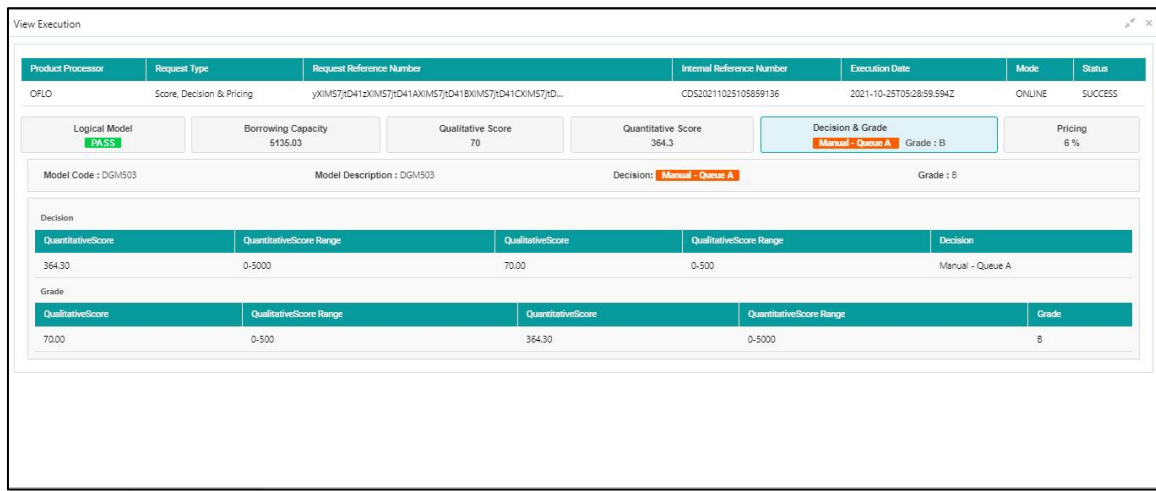 View Execution
Product Processor Request Type Request Reference Number Internal Reference Number Execution Date Mode Status
OFLO Score, Decision & Pricing yXIMS7jtD41zXIMS7jtD41AXIMS7jtD41BXIMS7jtD41CXIMS7jtD... CDS20211025105859136 2021-10-25T05:28:59.594Z ONLINE SUCCESS
Logical Model Borrowing Capacity Qualitative Score Quantitative Score Decision & Grade Pricing
PASS 5135.03 70 364.3 Manual - Queue A Grade : B 6 %
Model Code : DGM503 Model Description : DGM503 Decision: Manual - Queue A Grade : B
Decision
QuantitativeScore QuantitativeScore Range QualitativeScore QualitativeScore Range Decision
364.30 0-5000 70.00 0-500 Manual - Queue A
Grade
QualitativeScore QualitativeScore Range QuantitativeScore QuantitativeScore Range Grade
70.00 0-500 364.30 0-5000 B